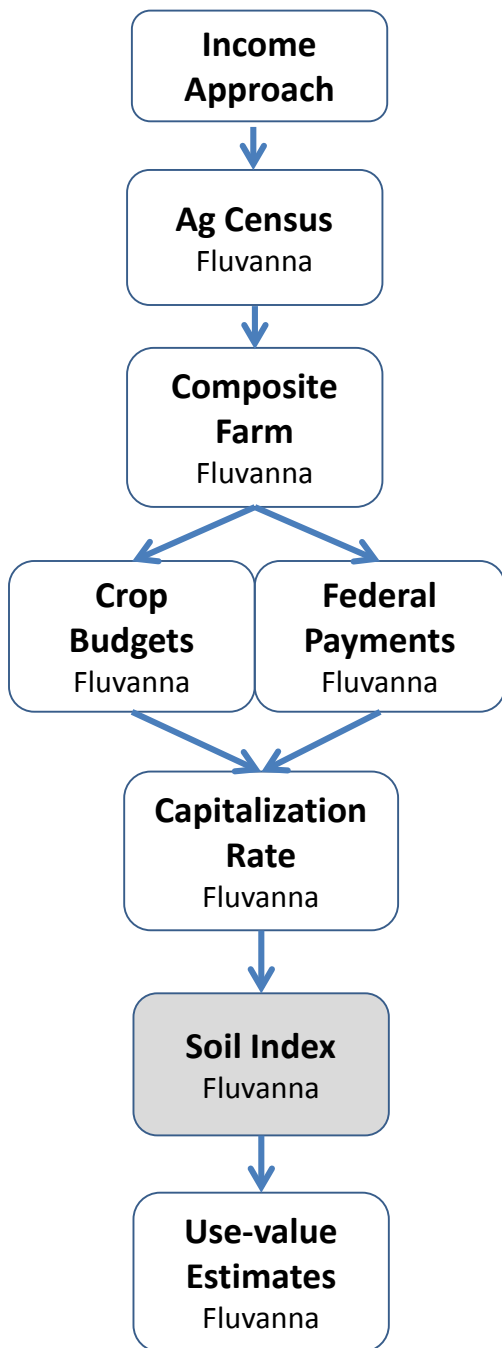 Income
Approach
Ag Census
Fluvanna
Composite
Farm
Fluvanna
Crop
Budgets
Fluvanna
Federal
Payments
Fluvanna
Capitalization
Rate
Fluvanna
Soil Index
Fluvanna
Use-value
Estimates
Fluvanna